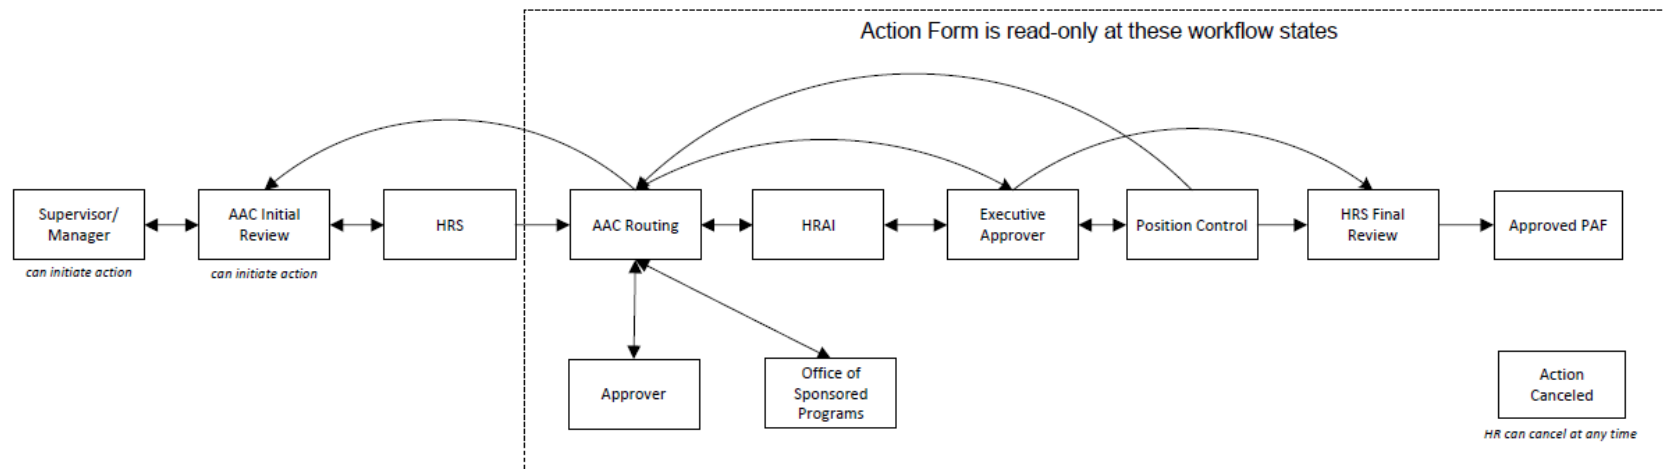 Action Form is read-only at these workflow states
Supervisor/
Manager
can initiate action
AAC Initial
Review
can initiate action
HRS
AAC Routing
HRAI
Executive
Approver
Position Control
HRS Final
Review
Approved PAF
Approver
Office of
Sponsored
Programs
Action
Canceled
HR can cancel at any time